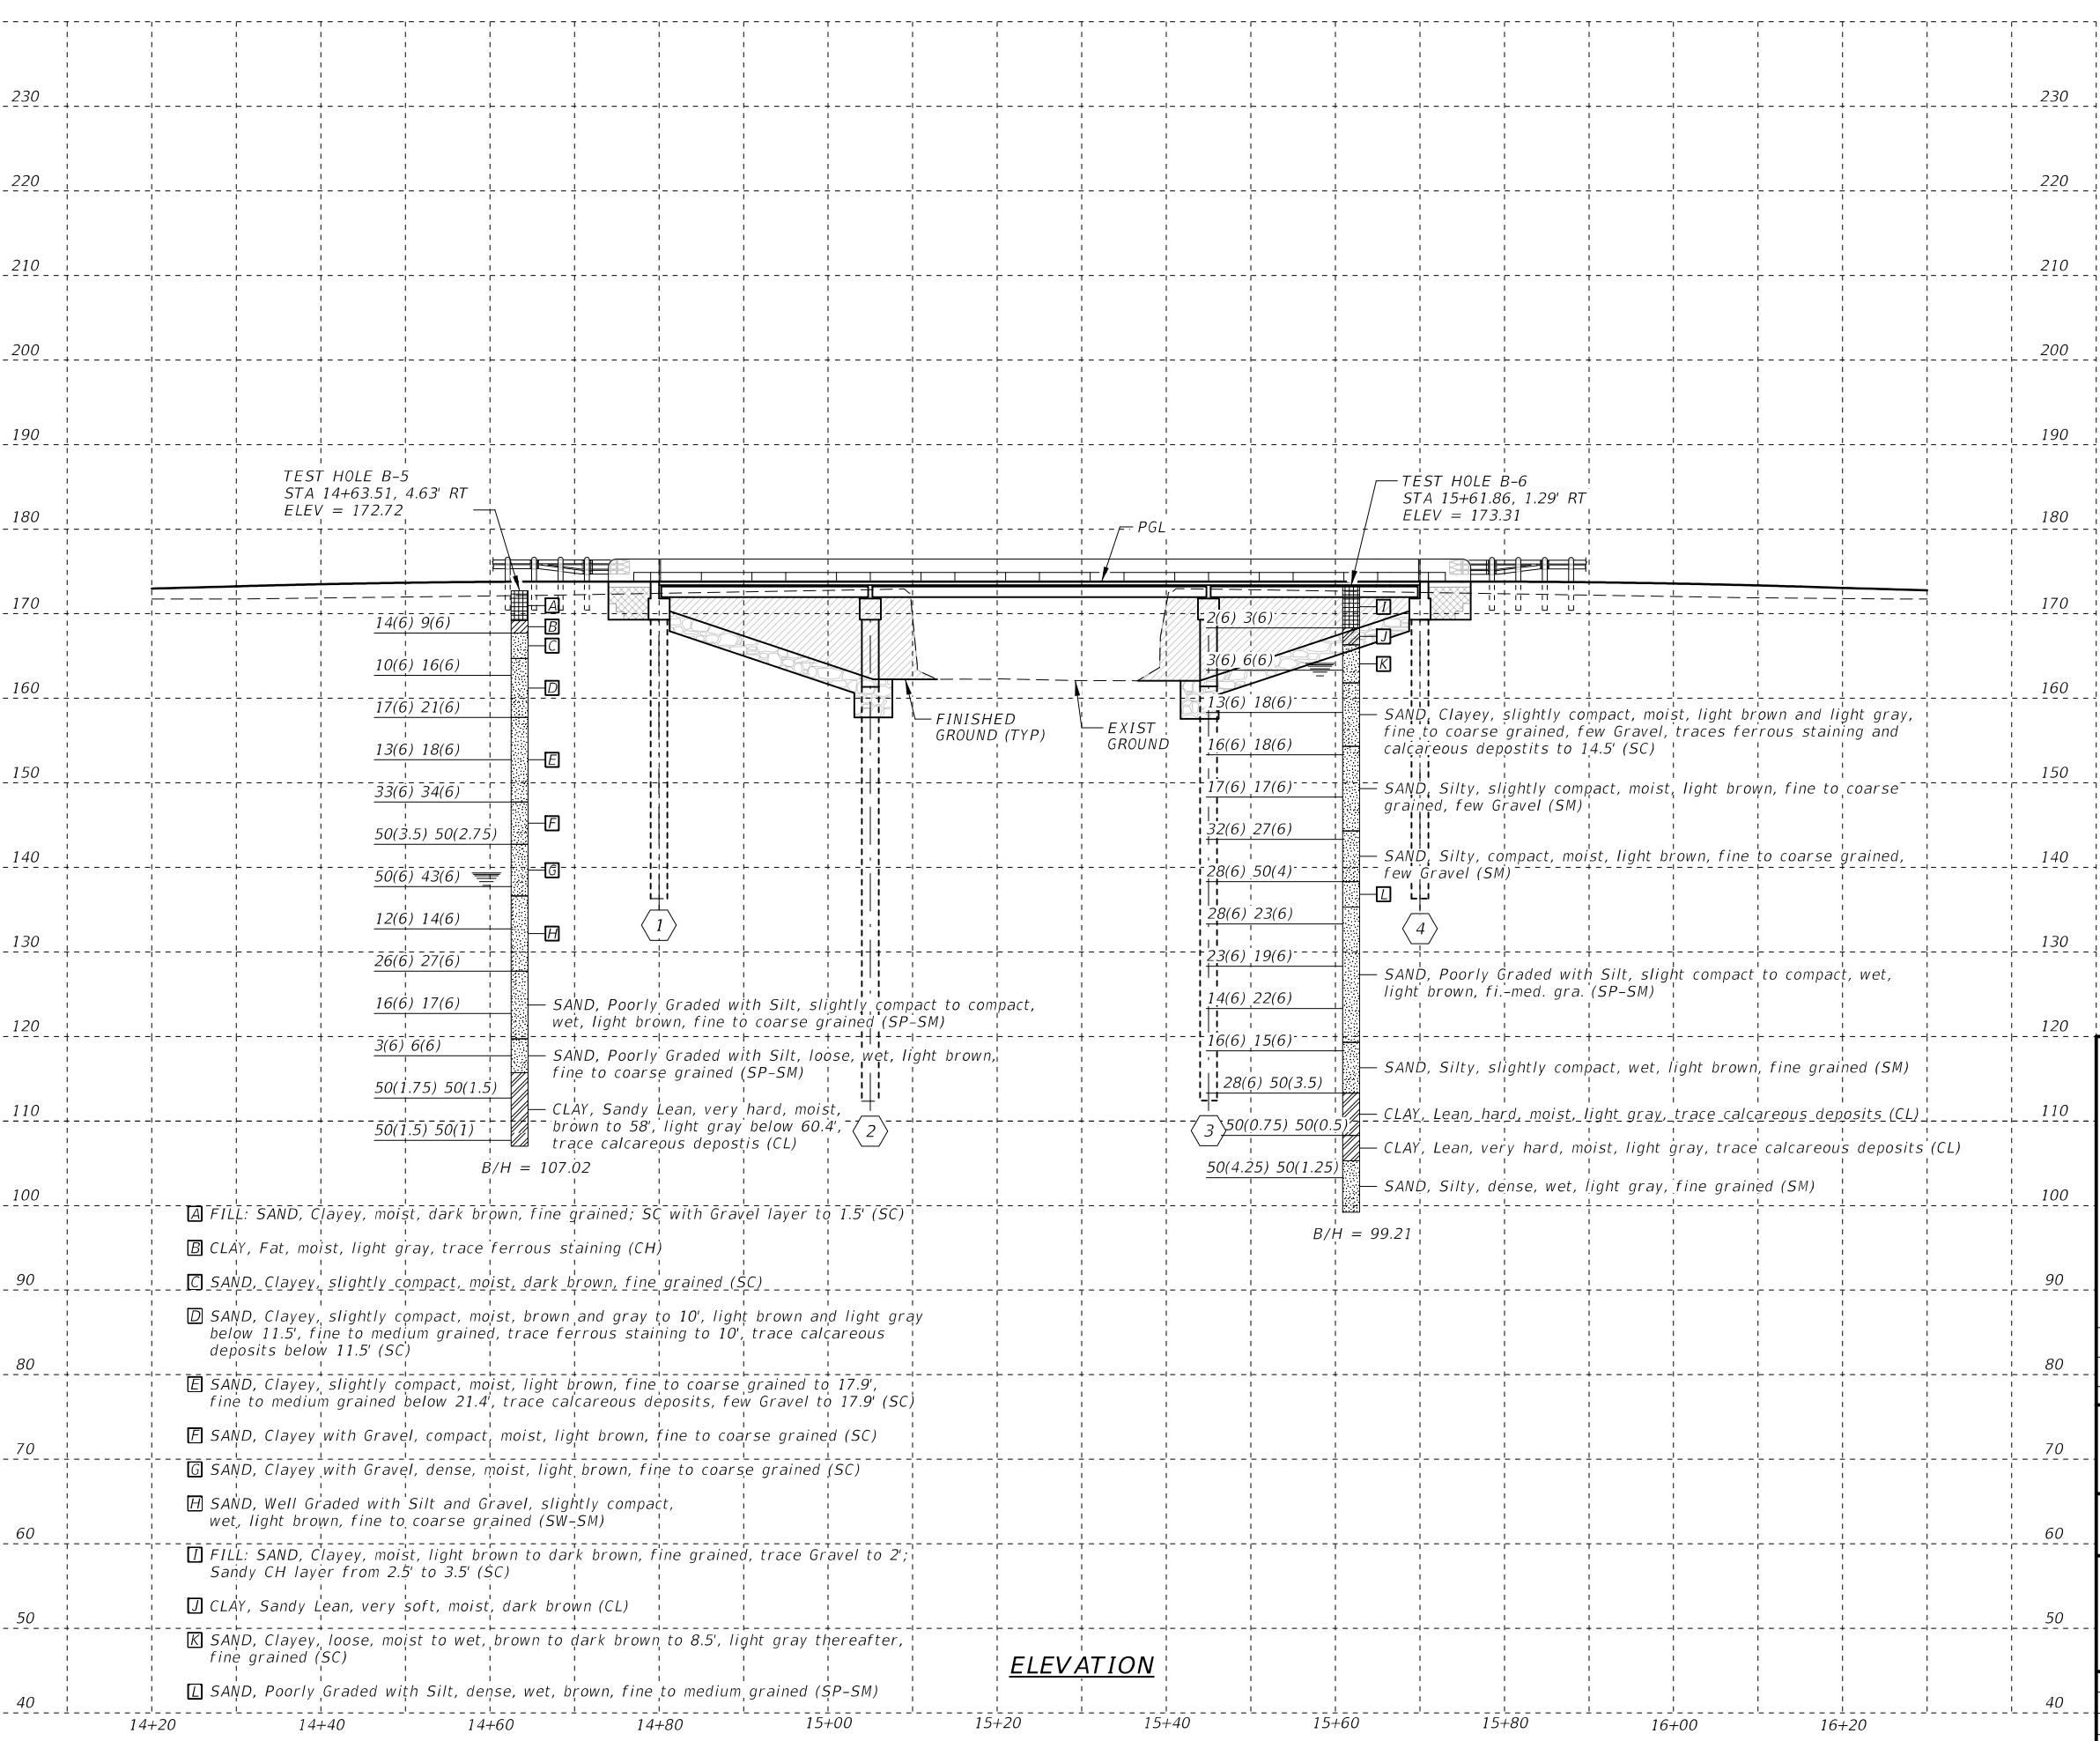 230
230
220
220
210
210
200
200
190
190
TEST HOLE B-5
STA 14+63.51, 4.63' RT
ELEV = 172.72
TEST HOLE B-6
STA 15+61.86, 1.29' RT
ELEV = 173.31
180
180
PGL
170
170
A
14(6) 9(6)
B
C
10(6) 16(6)
D
160
160
17(6) 21(6)
13(6) 18(6)
E
150
150
33(6) 34(6)
F
50(3.5) 50(2.75)
140
140
G
50(6) 43(6)
12(6) 14(6)
H
130
130
26(6) 27(6)
16(6) 17(6)
SAND, Poorly Graded with Silt, slightly compact to compact,
wet, light brown, fine to coarse grained (SP-SM)
120
120
3(6) 6(6)
SAND, Poorly Graded with Silt, loose, wet, light brown,
fine to coarse grained (SP-SM)
50(1.75) 50(1.5)
CLAY, Sandy Lean, very hard, moist,
brown to 58', light gray below 60.4',
trace calcareous depostis (CL)
110
110
50(1.5) 50(1)
B/H = 107.02
1
2
3
4
FINISHED
GROUND (TYP)
EXIST
GROUND
2(6) 3(6)
I
J
3(6) 6(6)
K
13(6) 18(6)
SAND, Clayey, slightly compact, moist, light brown and light gray,
fine to coarse grained, few Gravel, traces ferrous staining and
calcareous depostits to 14.5' (SC)
16(6) 18(6)
17(6) 17(6)
SAND, Silty, slightly compact, moist, light brown, fine to coarse
grained, few Gravel (SM)
32(6) 27(6)
SAND, Silty, compact, moist, light brown, fine to coarse grained,
few Gravel (SM)
28(6) 50(4)
L
28(6) 23(6)
23(6) 19(6)
SAND, Poorly Graded with Silt, slight compact to compact, wet,
light brown, fi.-med. gra. (SP-SM)
14(6) 22(6)
16(6) 15(6)
SAND, Silty, slightly compact, wet, light brown, fine grained (SM)
28(6) 50(3.5)
CLAY, Lean, hard, moist, light gray, trace calcareous deposits (CL)
50(0.75) 50(0.5)
CLAY, Lean, very hard, moist, light gray, trace calcareous deposits (CL)
50(4.25) 50(1.25)
SAND, Silty, dense, wet, light gray, fine grained (SM)
B/H = 99.21
100
100
A FILL: SAND, Clayey, moist, dark brown, fine grained; SC with Gravel layer to 1.5' (SC)
B CLAY, Fat, moist, light gray, trace ferrous staining (CH)
90
90
C SAND, Clayey, slightly compact, moist, dark brown, fine grained (SC)
D SAND, Clayey, slightly compact, moist, brown and gray to 10', light brown and light gray
below 11.5', fine to medium grained, trace ferrous staining to 10', trace calcareous
deposits below 11.5' (SC)
80
80
E SAND, Clayey, slightly compact, moist, light brown, fine to coarse grained to 17.9',
fine to medium grained below 21.4', trace calcareous deposits, few Gravel to 17.9' (SC)
F SAND, Clayey with Gravel, compact, moist, light brown, fine to coarse grained (SC)
70
70
G SAND, Clayey with Gravel, dense, moist, light brown, fine to coarse grained (SC)
H SAND, Well Graded with Silt and Gravel, slightly compact,
wet, light brown, fine to coarse grained (SW-SM)
60
60
I FILL: SAND, Clayey, moist, light brown to dark brown, fine grained, trace Gravel to 2';
Sandy CH layer from 2.5' to 3.5' (SC)
J CLAY, Sandy Lean, very soft, moist, dark brown (CL)
50
50
K SAND, Clayey, loose, moist to wet, brown to dark brown to 8.5', light gray thereafter,
fine grained (SC)
L SAND, Poorly Graded with Silt, dense, wet, brown, fine to medium grained (SP-SM)
ELEVATION
40
40
14+20
14+40
14+60
14+80
15+00
15+20
15+40
15+60
15+80
16+00
16+20